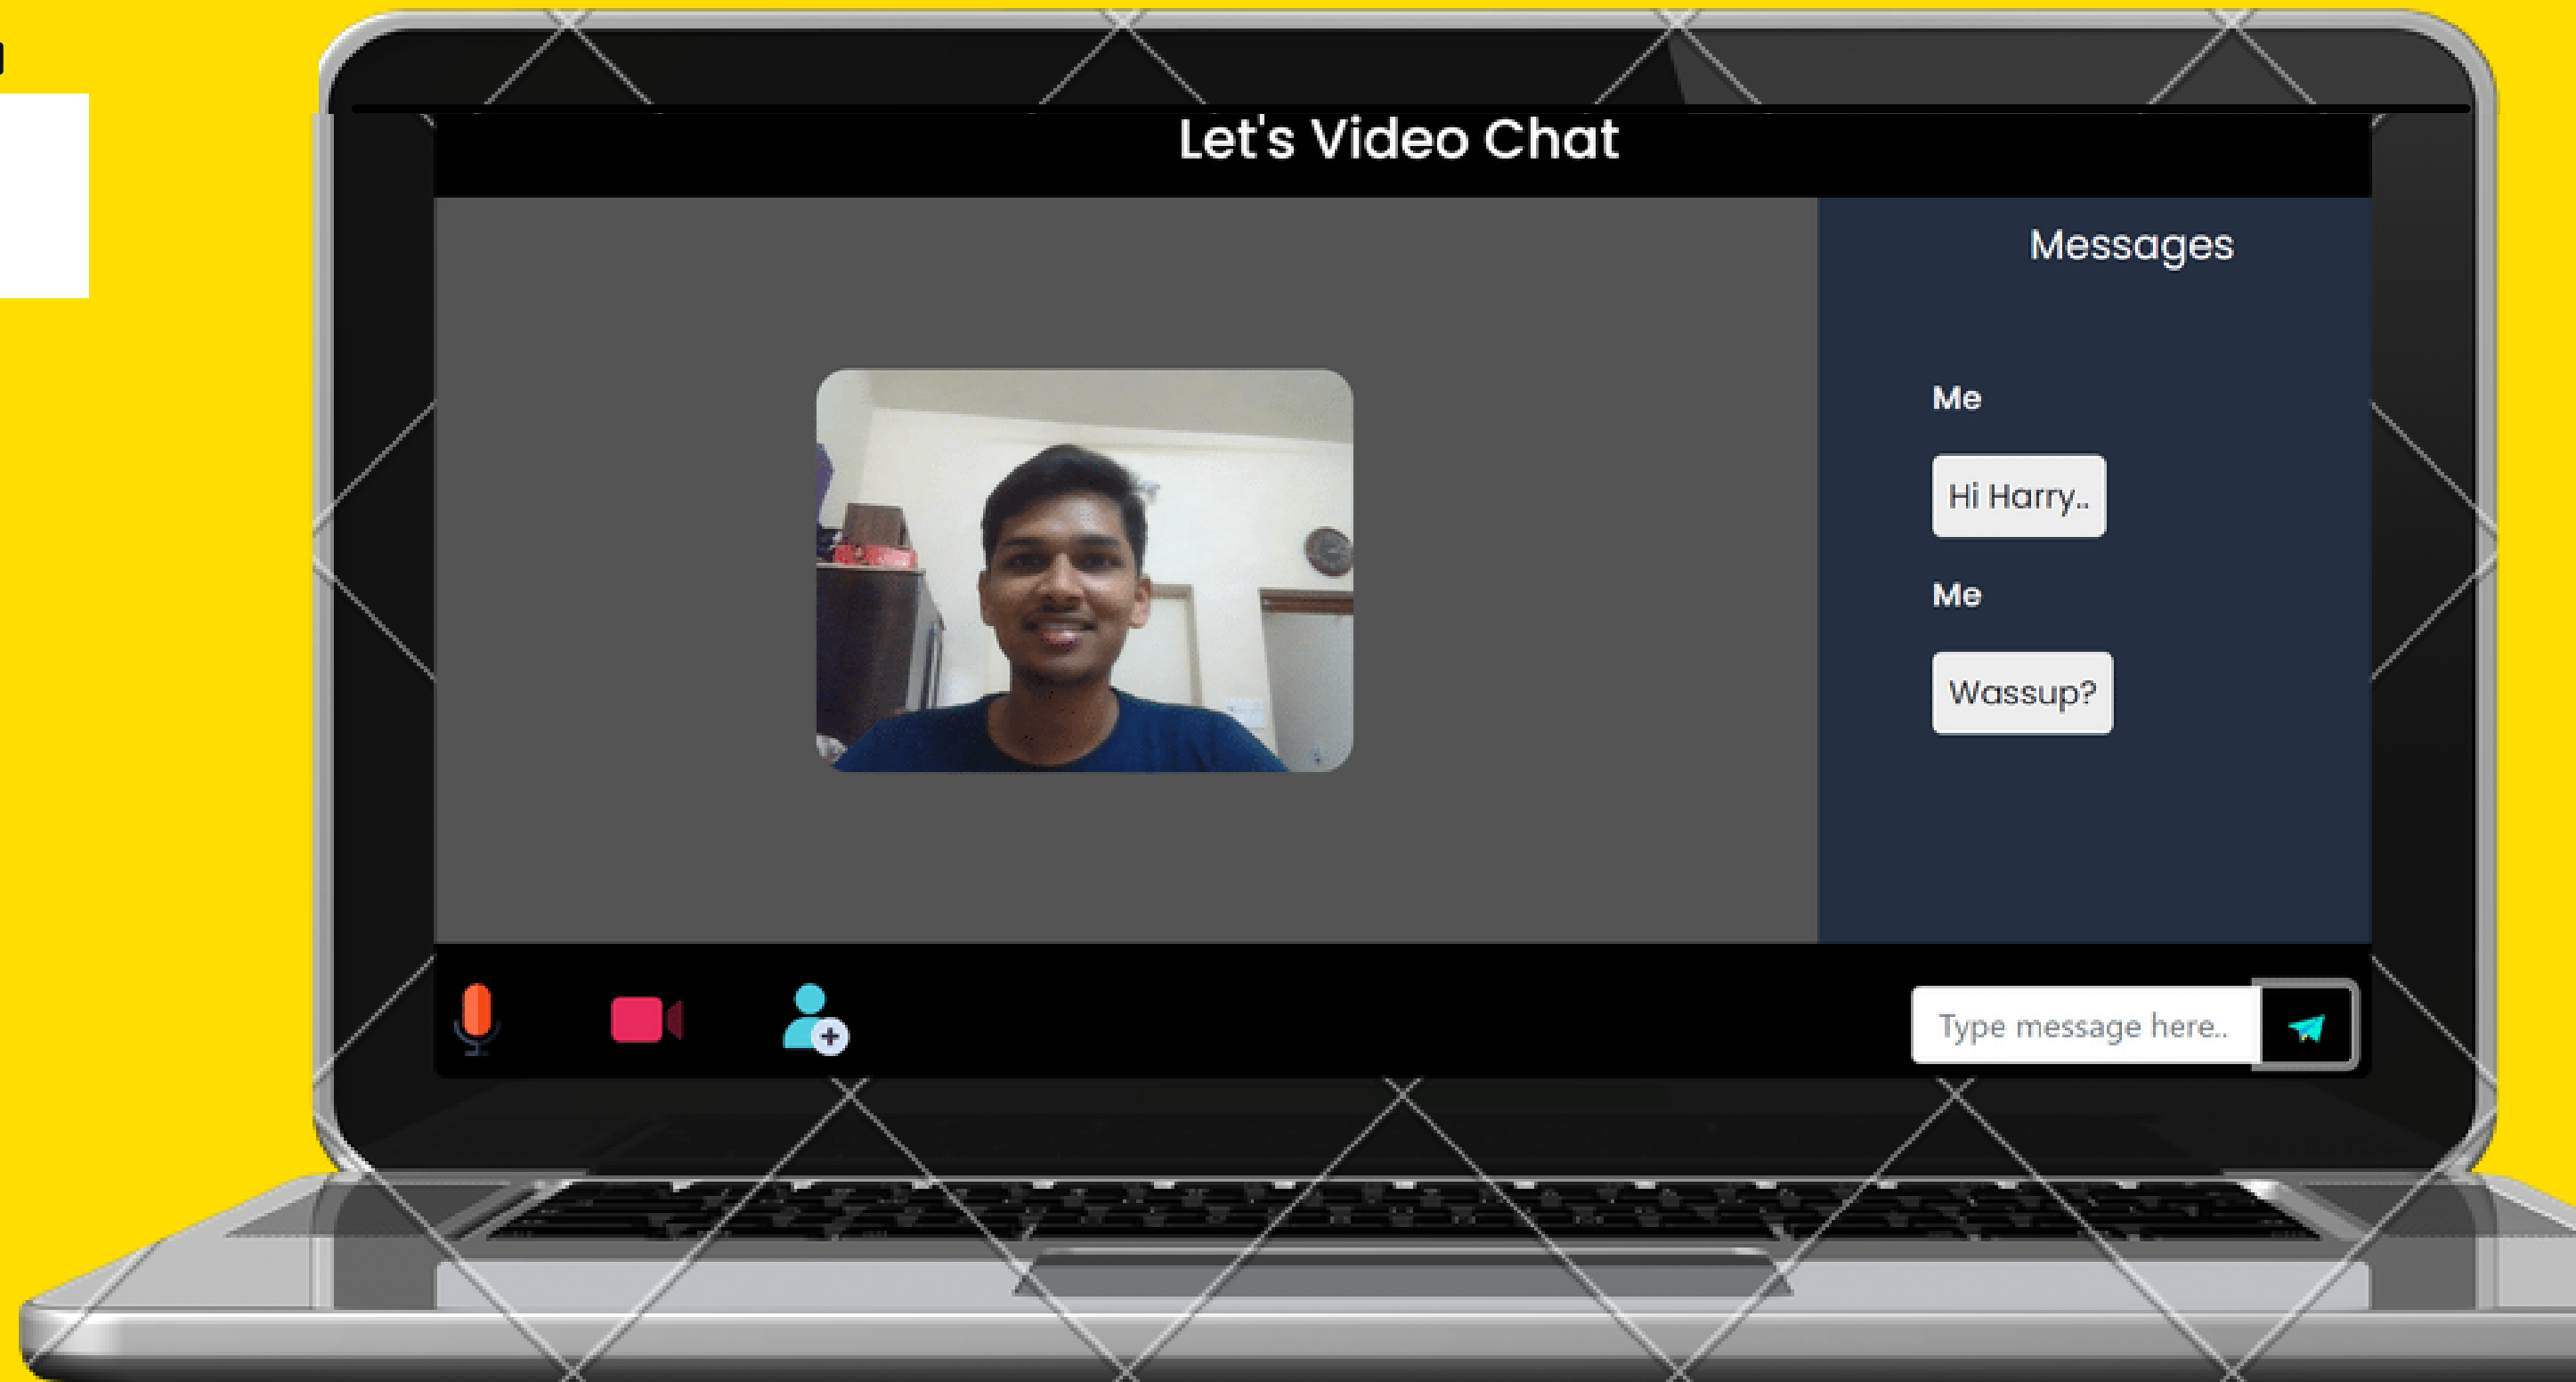 Let's Video Chat
Messages
Me
Hi Harry..
Me
Wassup?
Type message here..